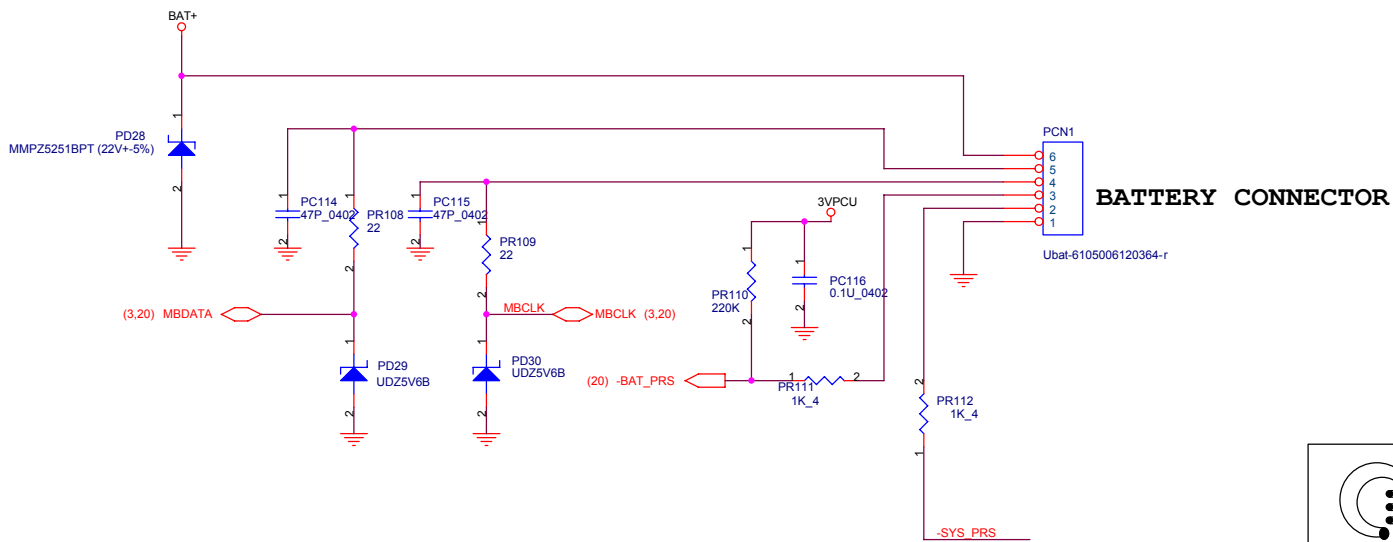 BAT+
PD28
MMPZ5251BPT (22V+-5%)
1
2
PC114
47P_0402
1
2
PR108
22
1
2
PC115
47P_0402
1
2
PR109
22
1
2
PCN1
6
5
4
3
2
1
BATTERY CONNECTOR
Ubat-6105006120364-r
3VPCU
PR110
220K
1
2
PC116
0.1U_0402
1
2
(3,20) MBDATA
MBCLK
MBCLK (3,20)
PD29
UDZ5V6B
1
2
PD30
UDZ5V6B
1
2
(20) -BAT_PRS
1
2
PR111
1K_4
2
PR112
1K_4
1
-SYS_PRS